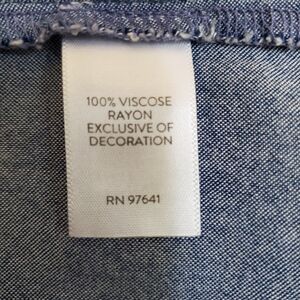 100% VISCOSE
RAYON
EXCLUSIVE OF
DECORATION
RN 97641